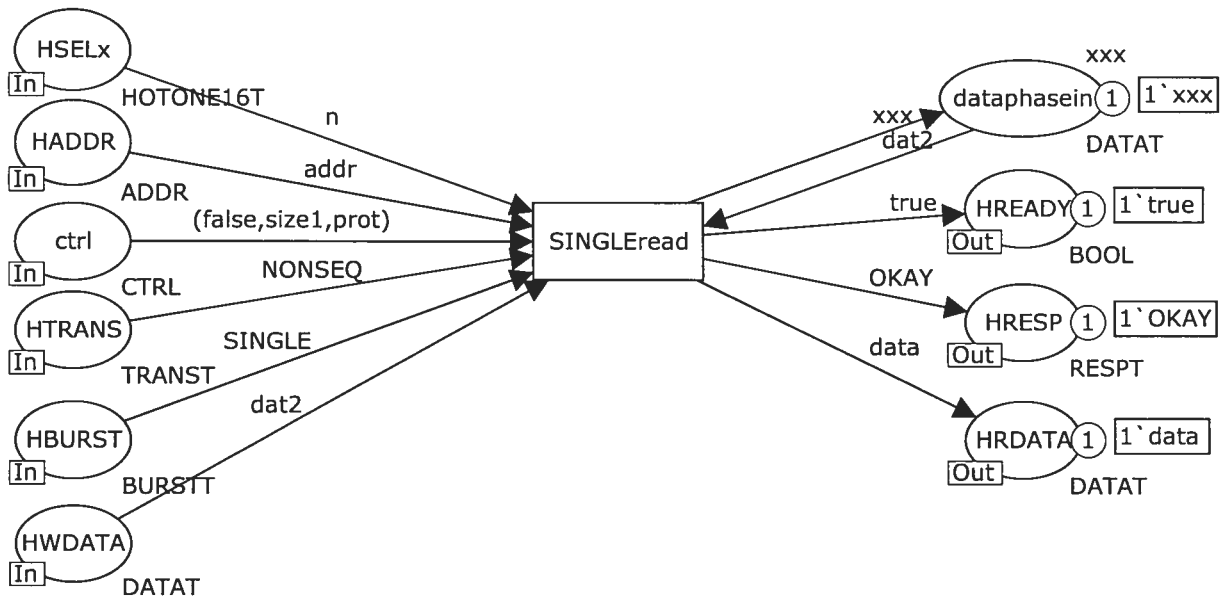 HSELx
In
HOTONE16T
n
HADDR
In
ADDR
addr
ctrl
In
CTRL
(false,size1,prot)
HTRANS
In
TRANST
NONSEQ
HBURST
In
BURSTT
SINGLE
HWDATA
In
DATAT
dat2
SINGLEread
xxx
dat2
xxx
dataphasein
1
1`xxx
DATAT
true
HREADY
1
1`true
Out
BOOL
OKAY
HRESP
1
1`OKAY
Out
RESPT
data
HRDATA
1
1`data
Out
DATAT